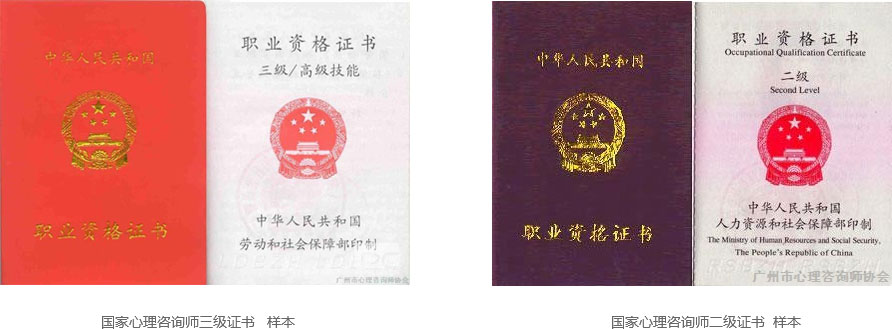 中华人民共和国
职业资格证书
职业资格证书
三级/高级技能
中华人民共和国
劳动和社会保障部印制
广州市心理咨询师协会
国家心理咨询师三级证书 样本
中华人民共和国
职业资格证书
职业资格证书
Occupational Qualification Certificate
二级
Second Level
中华人民共和国
人力资源和社会保障部印制
The Ministry of Human Resources and Social Security,
The People's Republic of China
广州市心理咨询师协会
国家心理咨询师二级证书 样本